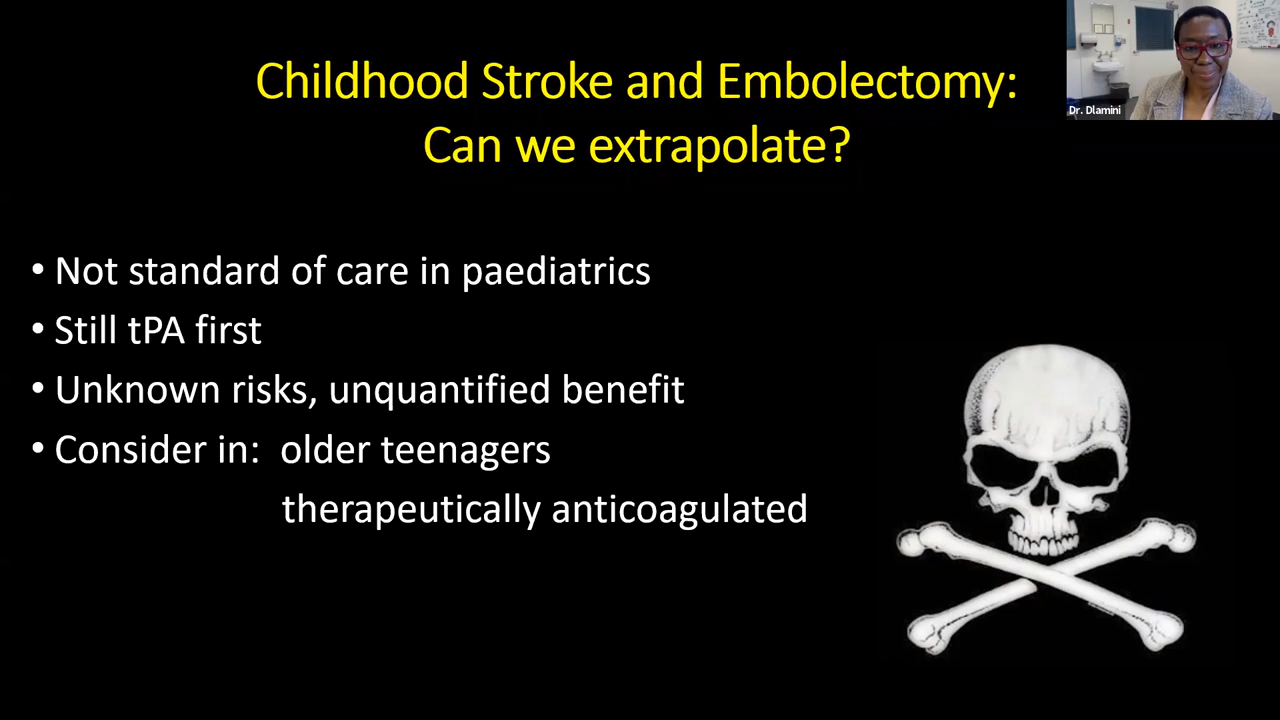 Childhood Stroke and Embolectomy:
Can we extrapolate?
• Not standard of care in paediatrics
• Still tPA first
• Unknown risks, unquantified benefit
• Consider in: older teenagers
therapeutically anticoagulated
Dr. Dlamini